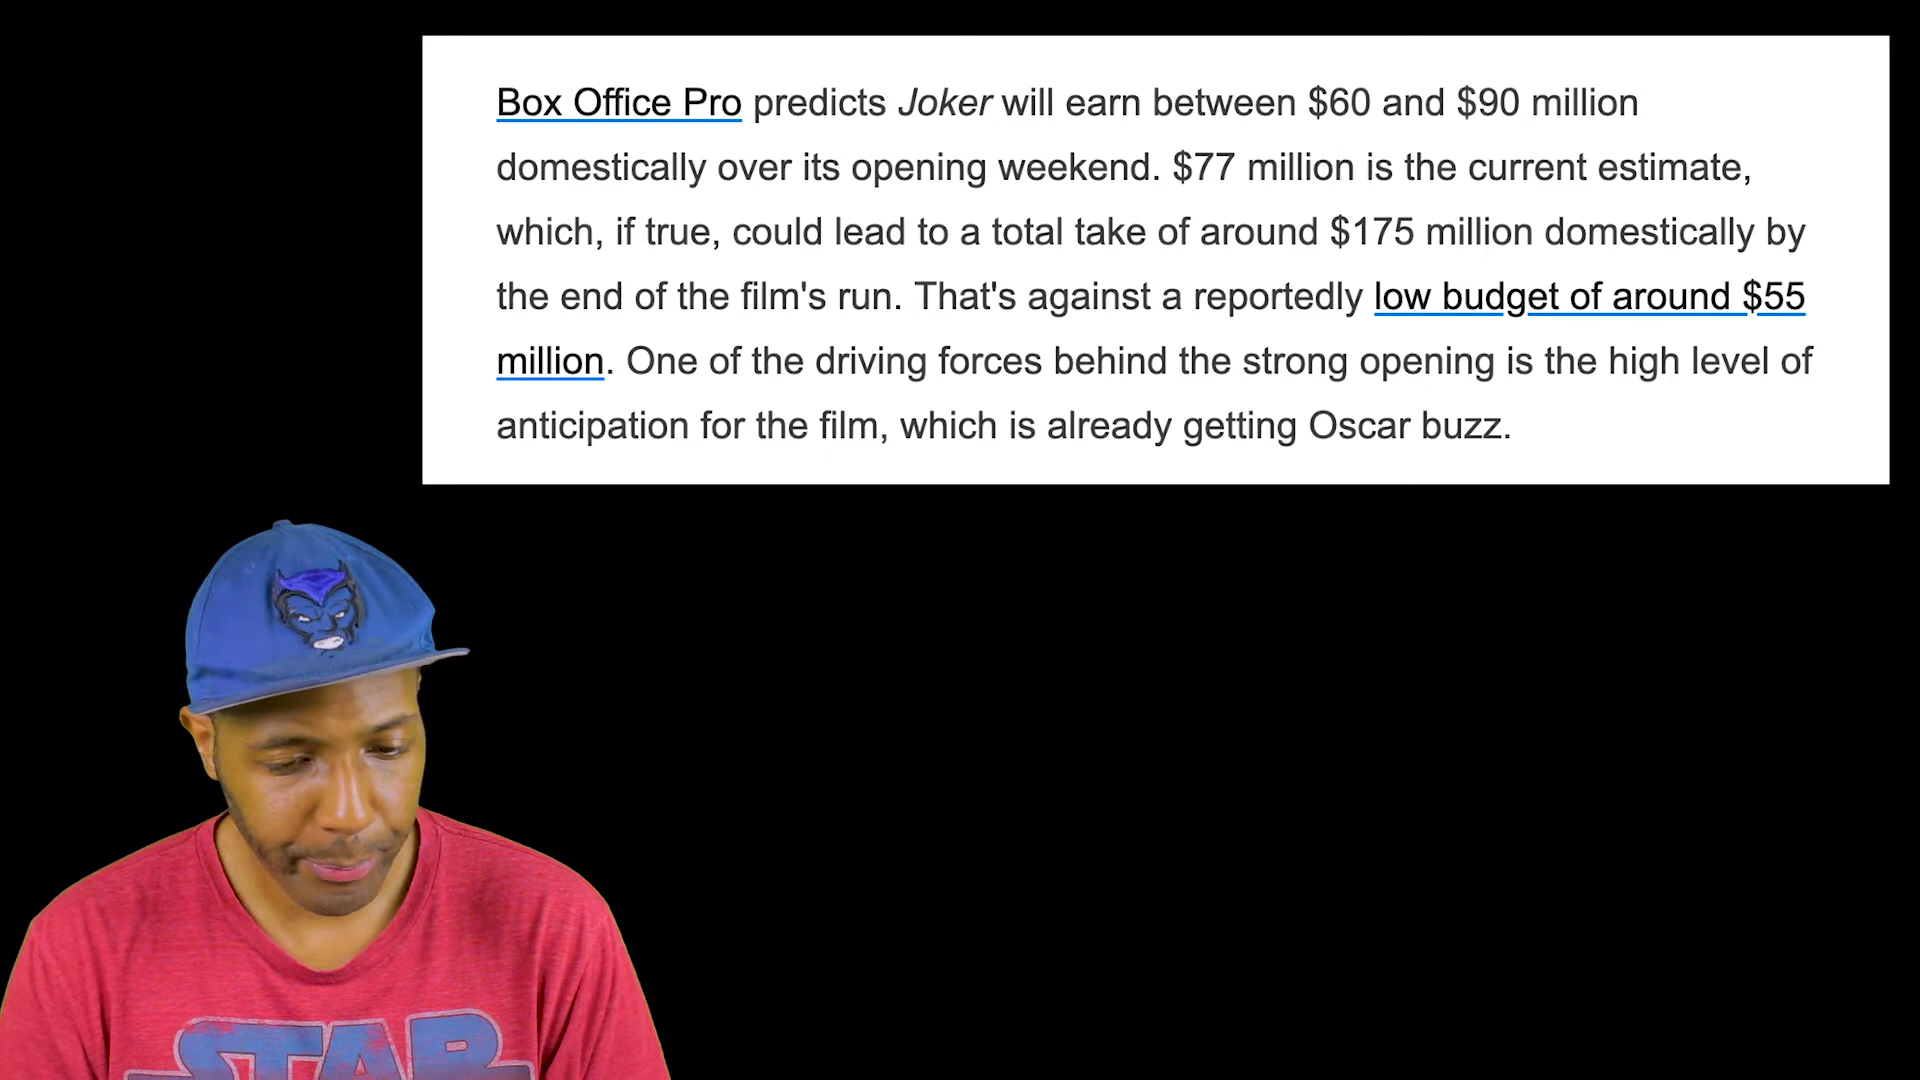 Box Office Pro predicts Joker will earn between $60 and $90 million
domestically over its opening weekend. $77 million is the current estimate,
which, if true, could lead to a total take of around $175 million domestically by
the end of the film's run. That's against a reportedly low budget of around $55
million. One of the driving forces behind the strong opening is the high level of
anticipation for the film, which is already getting Oscar buzz.
STAR